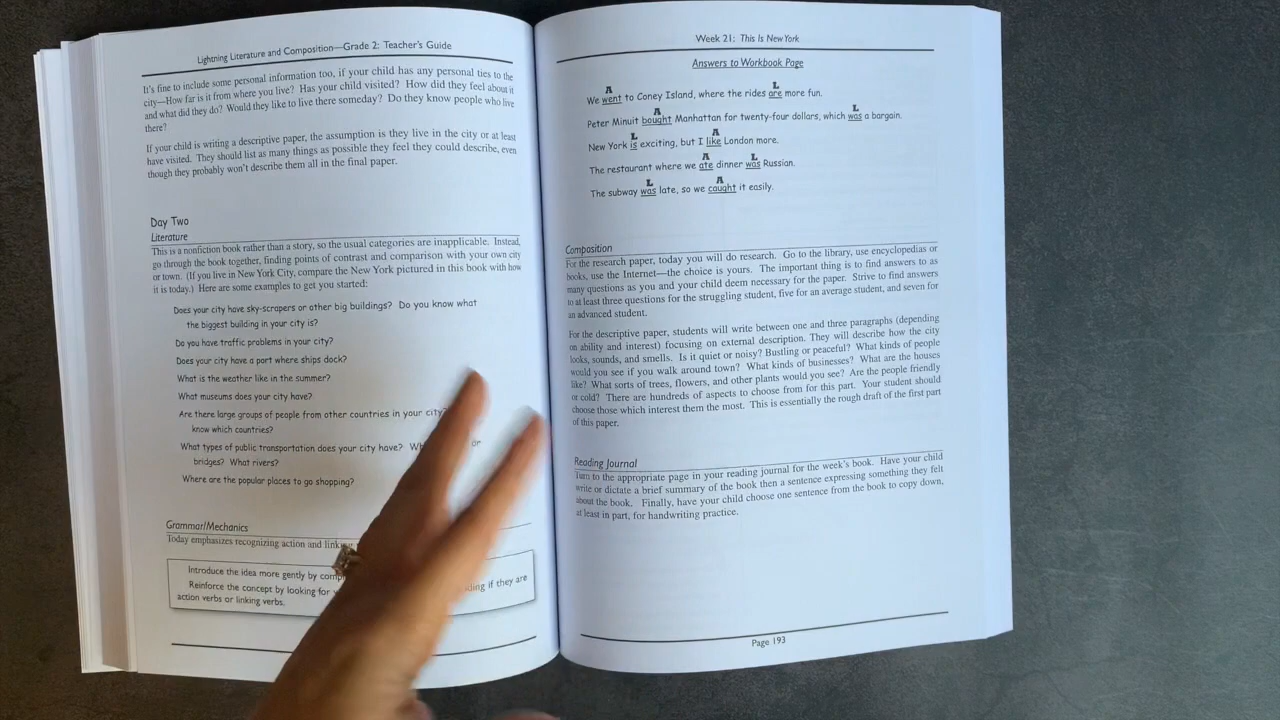 Lightning Literature and Composition—Grade 2: Teacher's Guide
It's fine to include some personal information too, if your child has any personal ties to the
city—How far is it from where you live? Has your child visited? How did they feel about it
and what did they do? Would they like to live there someday? Do they know people who live
there?
If your child is writing a descriptive paper, the assumption is they live in the city or at least
have visited. They should list as many things as possible they feel they could describe, even
though they probably won't describe them all in the final paper.
Day Two
Literature
This is a nonfiction book rather than a story, so the usual categories are inapplicable. Instead,
go through the book together, finding points of contrast and comparison with your own city
or town. (If you live in New York City, compare the New York pictured in this book with how
it is today.) Here are some examples to get you started:
Does your city have sky-scrapers or other big buildings? Do you know what
the biggest building in your city is?
Do you have traffic problems in your city?
Does your city have a port where ships dock?
What is the weather like in the summer?
What museums does your city have?
Are there large groups of people from other countries in your city?
know which countries?
What types of public transportation does your city have? or
bridges? What rivers?
Where are the popular places to go shopping?
Grammar/Mechanics
Today emphasizes recognizing action and
Introduce the idea more gently by
Reinforce the concept by looking for if they are
action verbs or linking verbs.
Week 21: This Is New York
Answers to Workbook Page
A L
We went to Coney Island, where the rides are more fun.
A L
Peter Minuit bought Manhattan for twenty-four dollars, which was a bargain.
L A
New York is exciting, but I like London more.
A L
The restaurant where we ate dinner was Russian.
L A
The subway was late, so we caught it easily.
Composition
For the research paper, today you will do research. Go to the library, use encyclopedias or
books, use the Internet—the choice is yours. The important thing is to find answers to as
many questions as you and your child deem necessary for the paper. Strive to find answers
to at least three questions for the struggling student, five for an average student, and seven for
an advanced student.
For the descriptive paper, students will write between one and three paragraphs (depending
on ability and interest) focusing on external description. They will describe how the city
looks, sounds, and smells. Is it quiet or noisy? Bustling or peaceful? What kinds of people
would you see if you walk around town? What kinds of businesses? What are the houses
like? What sorts of trees, flowers, and other plants would you see? Are the people friendly
or cold? There are hundreds of aspects to choose from for this part. Your student should
choose those which interest them the most. This is essentially the rough draft of the first part
of this paper.
Reading Journal
Turn to the appropriate page in your reading journal for the week's book. Have your child
write or dictate a brief summary of the book then a sentence expressing something they felt
about the book. Finally, have your child choose one sentence from the book to copy down,
at least in part, for handwriting practice.
Page 193